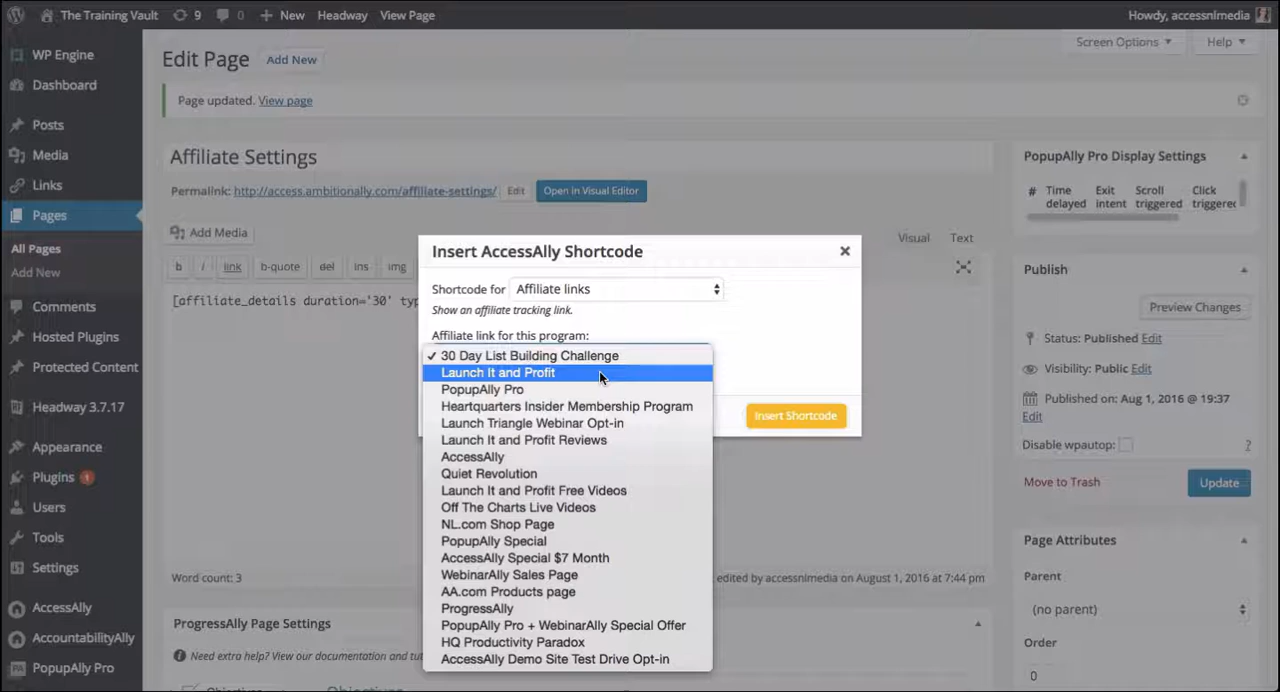 The Training Vault 9 0 New Headway View Page Howdy, accessnlmedia
WP Engine
Dashboard
Posts
Media
Links
Pages
All Pages
Add New
Comments
Hosted Plugins
Protected Content
Headway 3.7.17
Appearance
Plugins 1
Users
Tools
Settings
AccessAlly
AccountabilityAlly
PopupAlly Pro
Screen Options Help
Edit Page Add New
Page updated. View page
Affiliate Settings
Permalink: http://access.ambitionally.com/affiliate-settings/ Edit Open in Visual Editor
Add Media Visual Text
b i link b-quote del ins img
[affiliate_details duration='30' typ
Word count: 3 edited by accessnlmedia on August 1, 2016 at 7:44 pm
ProgressAlly Page Settings
Need extra help? View our documentation and tut
Objectives Objectives
Insert AccessAlly Shortcode
Shortcode for Affiliate links
Show an affiliate tracking link.
Affiliate link for this program:
30 Day List Building Challenge
Launch It and Profit
PopupAlly Pro
Heartquarters Insider Membership Program
Launch Triangle Webinar Opt-in
Launch It and Profit Reviews
AccessAlly
Quiet Revolution
Launch It and Profit Free Videos
Off The Charts Live Videos
NL.com Shop Page
PopupAlly Special
AccessAlly Special $7 Month
WebinarAlly Sales Page
AA.com Products page
ProgressAlly
PopupAlly Pro + WebinarAlly Special Offer
HQ Productivity Paradox
AccessAlly Demo Site Test Drive Opt-in
Insert Shortcode
PopupAlly Pro Display Settings
# Time Exit Scroll Click
delayed intent triggered triggere
Publish
Preview Changes
Status: Published Edit
Visibility: Public Edit
Published on: Aug 1, 2016 @ 19:37
Edit
Disable wpautop: ?
Move to Trash Update
Page Attributes
Parent
(no parent)
Order
0